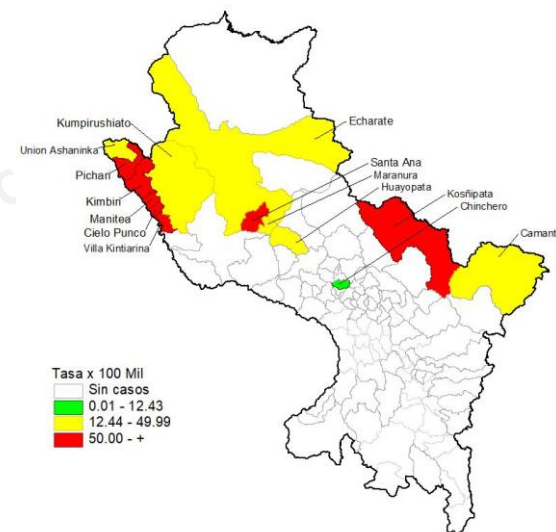 Kumpirushiato
Echarate
Union Ashaninka
Santa Ana
Maranura
Pichari
Huayopata
Kosñipata
Kimbiri
Chinchero
Manitea
Camant
Cielo Punco
Villa Kintiarina
Tasa x 100 Mil
Sin casos
0.01 - 12.43
12.44 - 49.99
50.00 - +